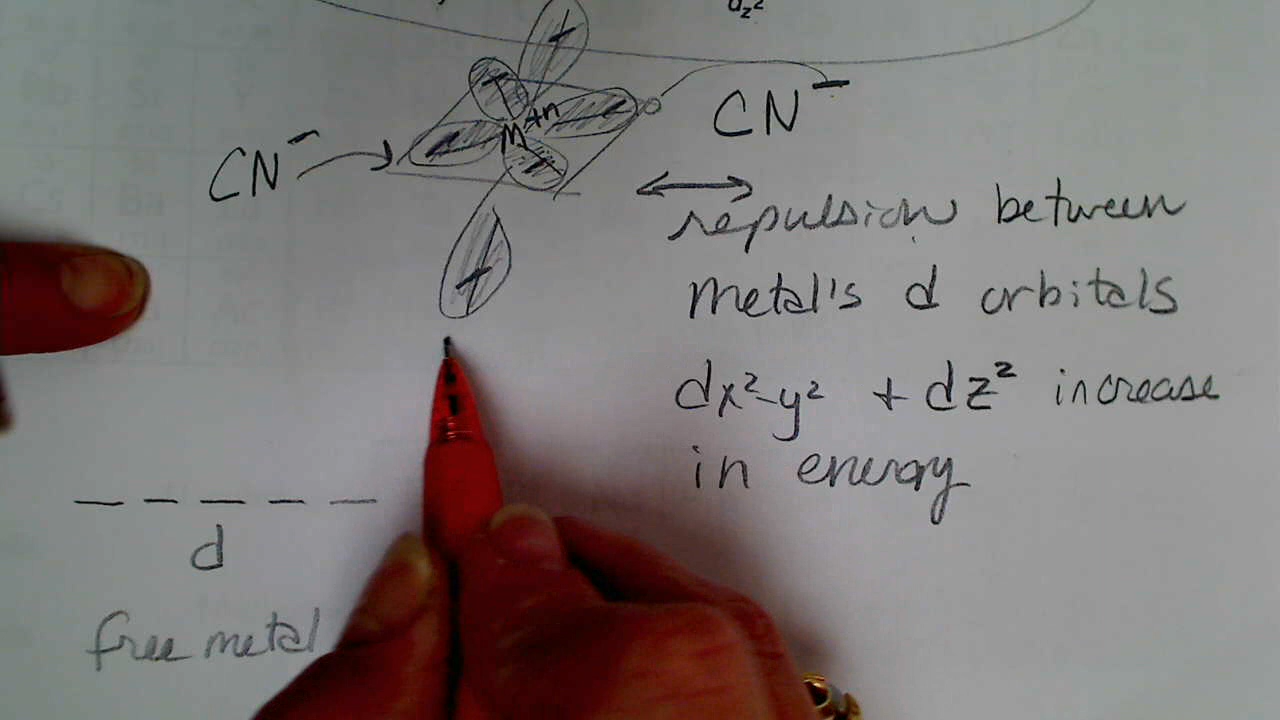 dz²
M+n
CN⁻
CN⁻
repulsion between
metal's d orbitals
dx²-y² + dz² increase
in energy
d
free metal